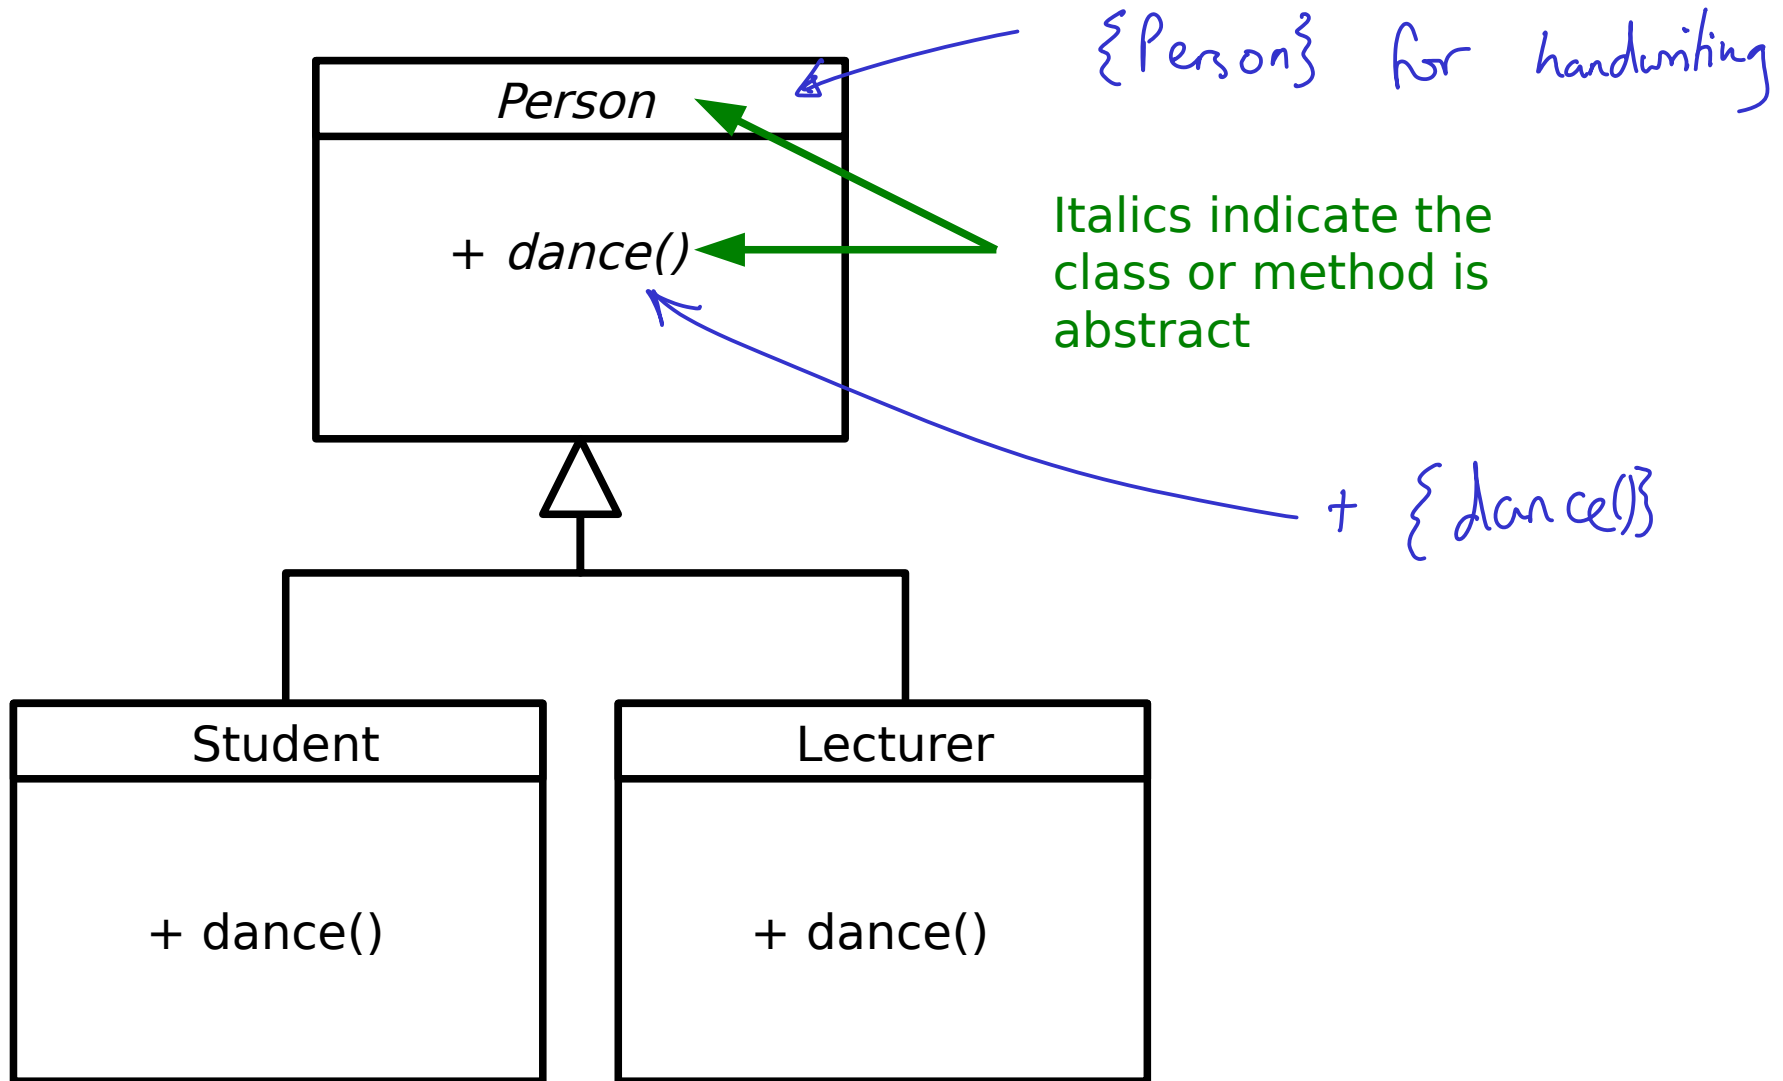 {Person} for handwriting
Person
Italics indicate the
class or method is
abstract
+ dance()
+ {dance()}
Student
Lecturer
+ dance()
+ dance()